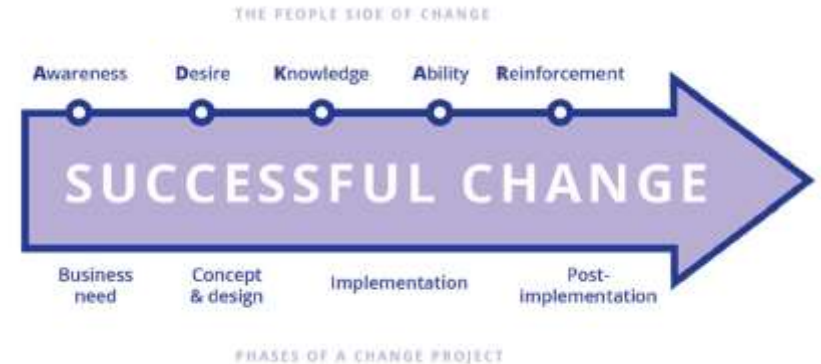 THE PEOPLE SIDE OF CHANGE
Awareness Desire Knowledge Ability Reinforcement
SUCCESSFUL CHANGE
Business need
Concept & design
Implementation
Post-implementation
PHASES OF A CHANGE PROJECT